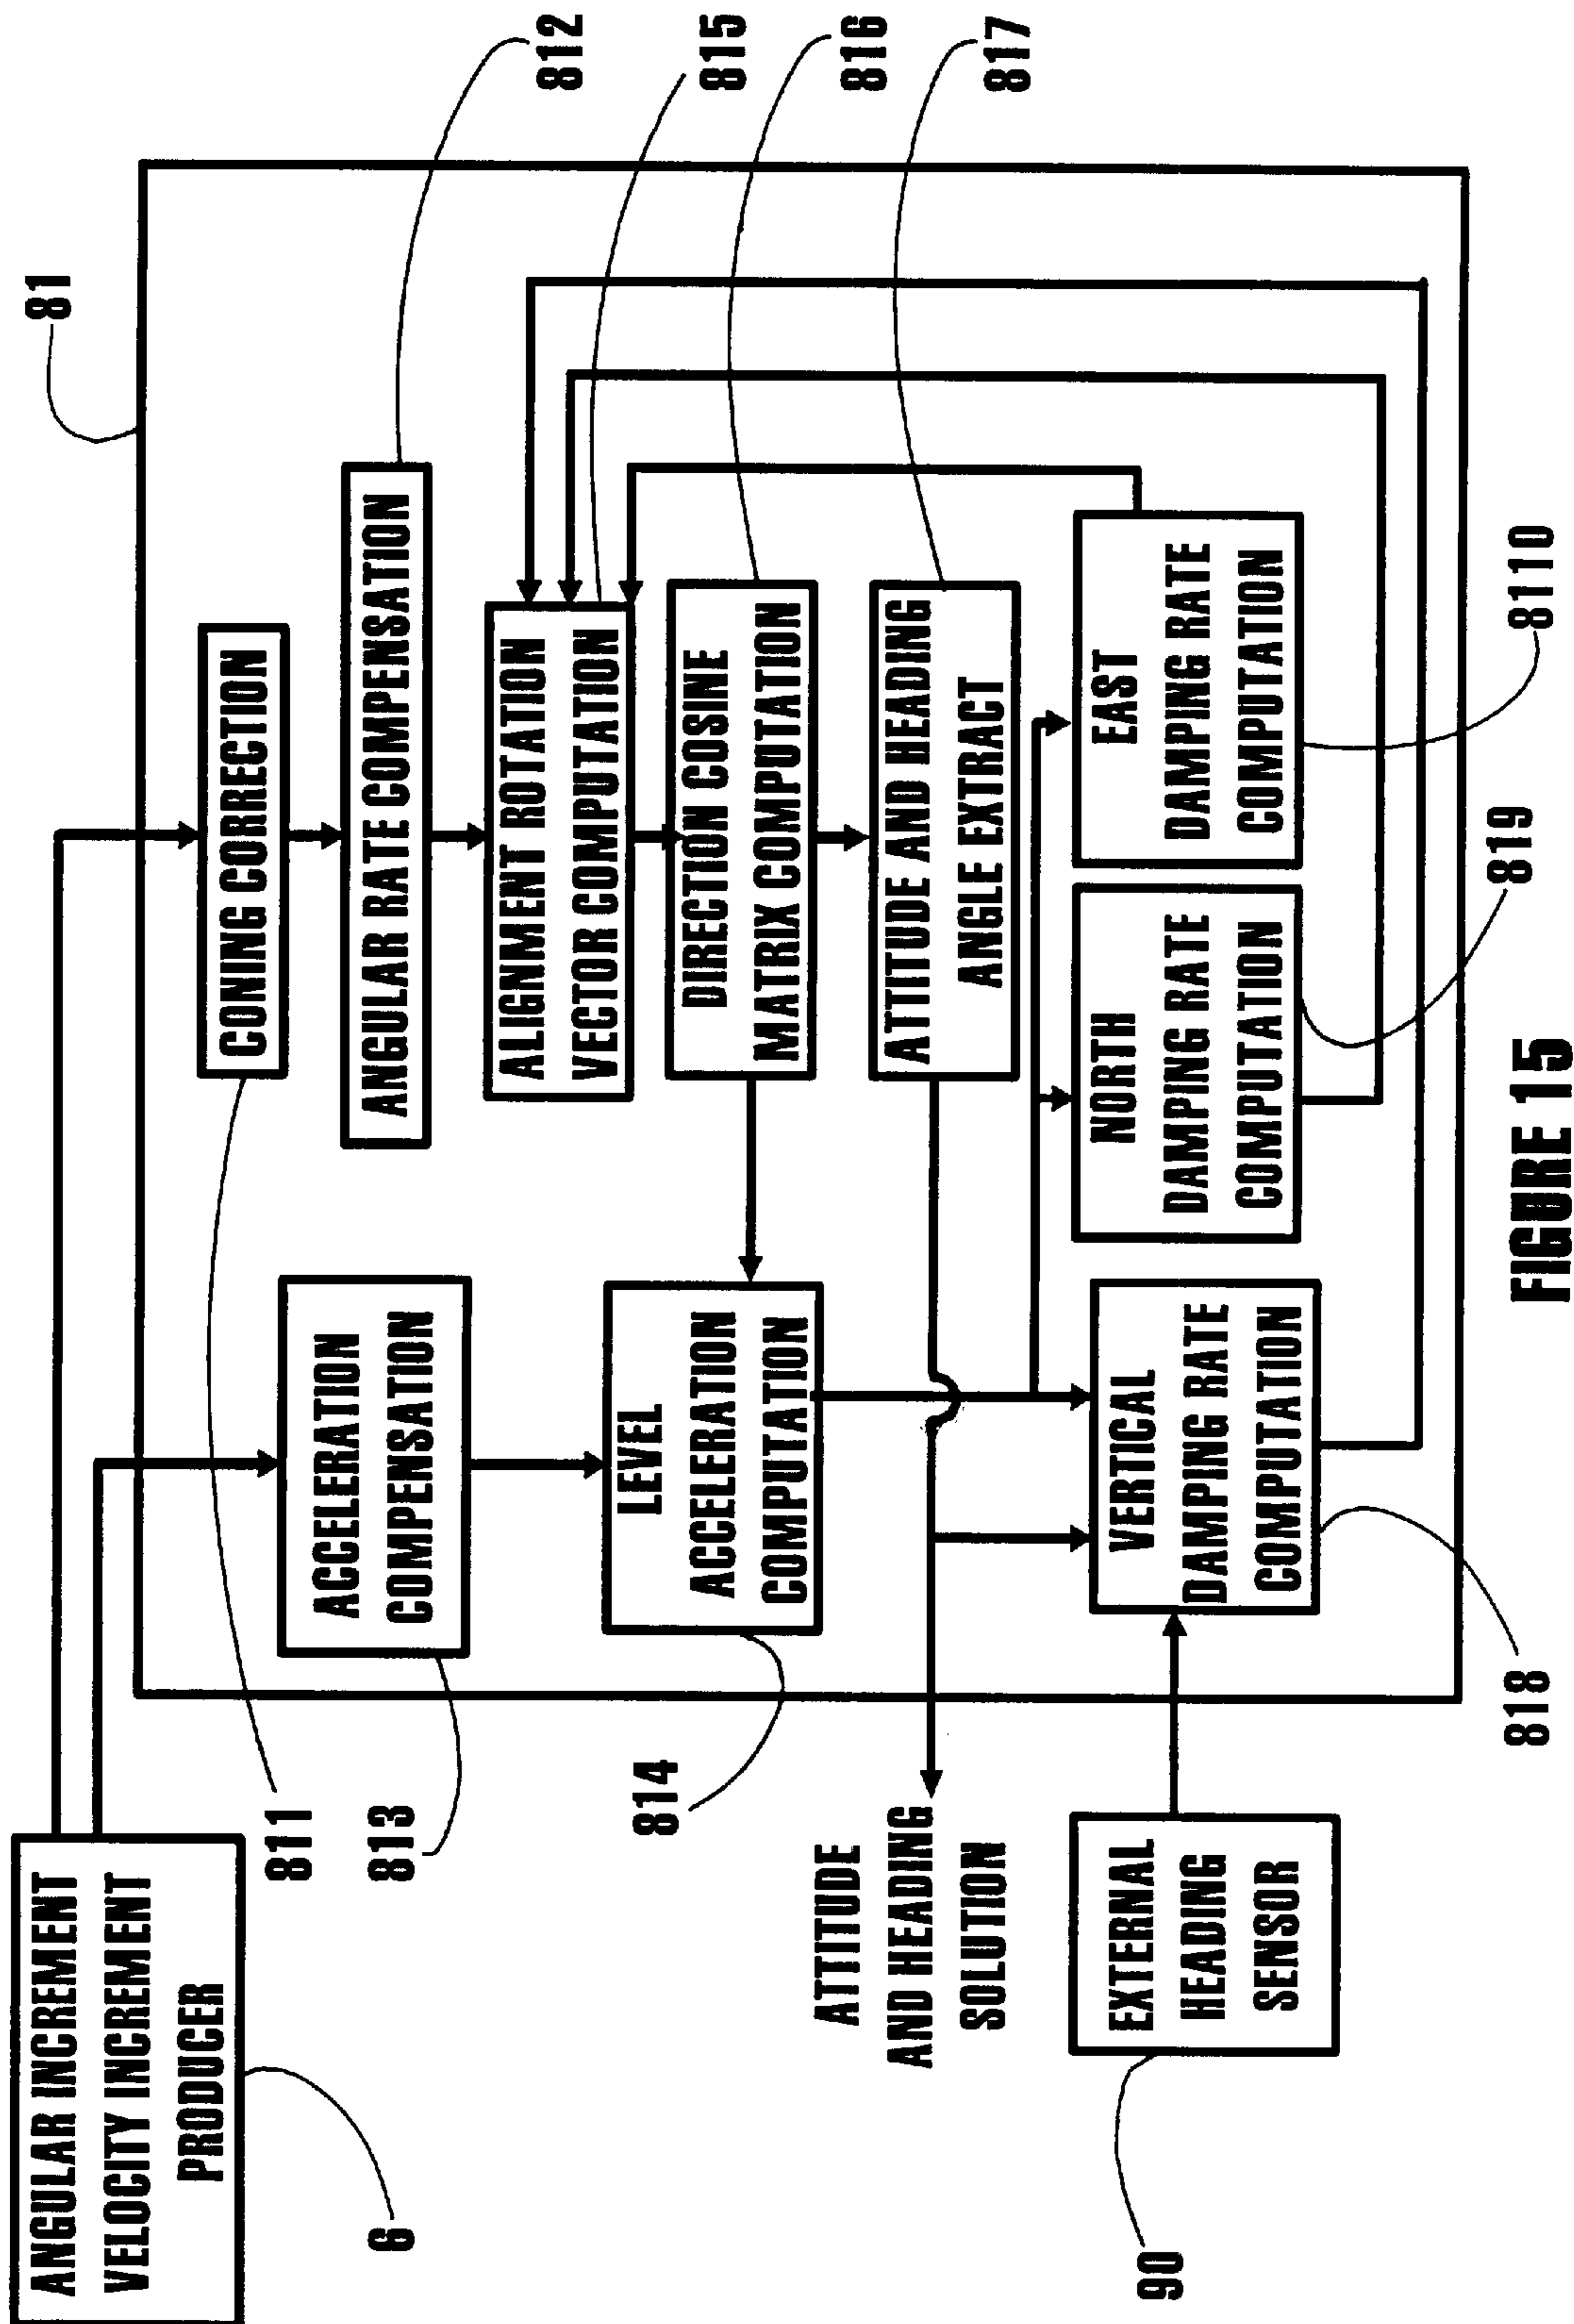 ANGULAR INCREMENT
VELOCITY INCREMENT
PRODUCER
6
81
811
CONING CORRECTION
812
ANGULAR RATE COMPENSATION
813
ACCELERATION
COMPENSATION
815
ALIGNMENT ROTATION
VECTOR COMPUTATION
814
LEVEL
ACCELERATION
COMPUTATION
816
DIRECTION COSINE
MATRIX COMPUTATION
817
ATTITUDE AND HEADING
ANGLE EXTRACT
ATTITUDE
AND HEADING
SOLUTION
EXTERNAL
HEADING
SENSOR
90
VERTICAL
DAMPING RATE
COMPUTATION
818
NORTH
DAMPING RATE
COMPUTATION
819
EAST
DAMPING RATE
COMPUTATION
8110
FIGURE 15